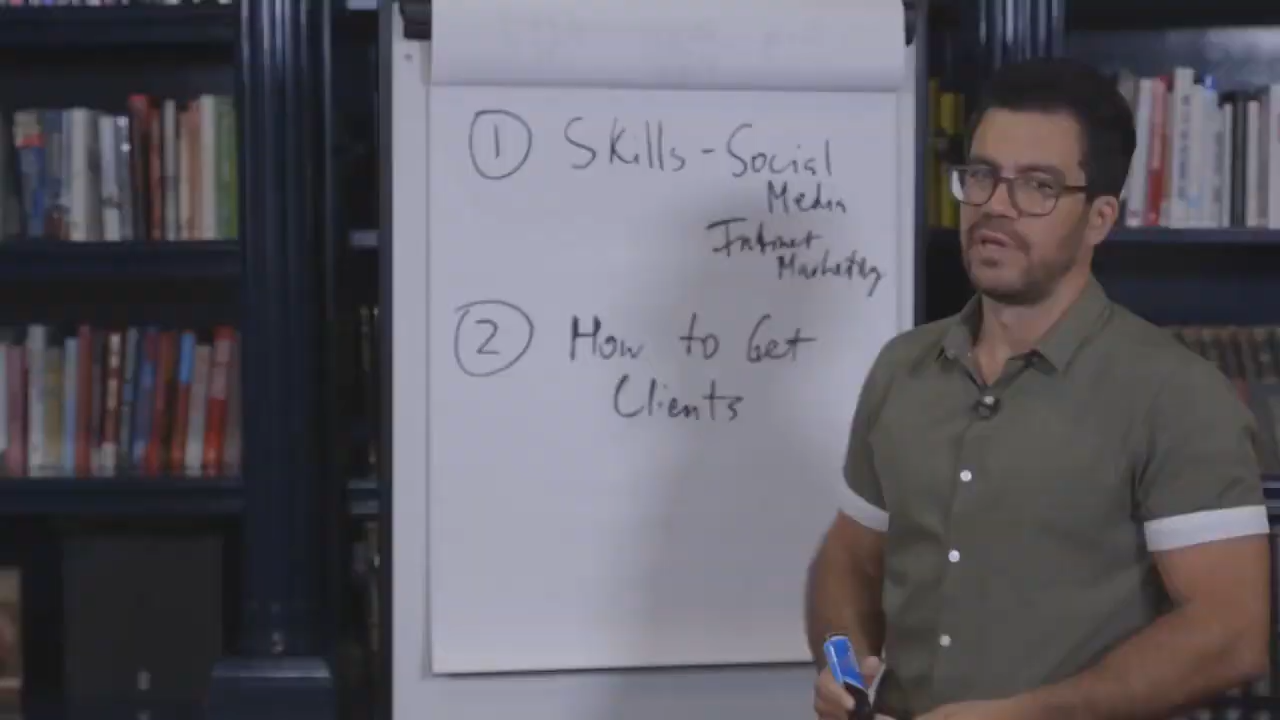 ① Skills - Social
Media
Internet
Marketing
② How to Get
Clients